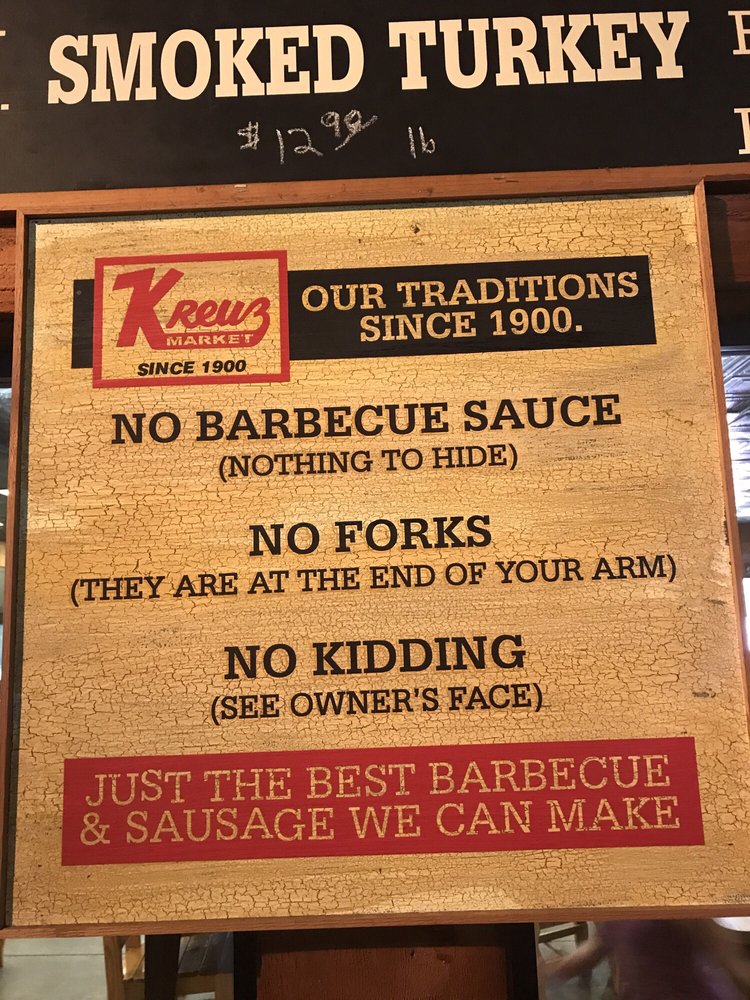 SMOKED TURKEY
$12.99 lb
Kreuz
MARKET
SINCE 1900
OUR TRADITIONS
SINCE 1900.
NO BARBECUE SAUCE
(NOTHING TO HIDE)
NO FORKS
(THEY ARE AT THE END OF YOUR ARM)
NO KIDDING
(SEE OWNER'S FACE)
JUST THE BEST BARBECUE
& SAUSAGE WE CAN MAKE